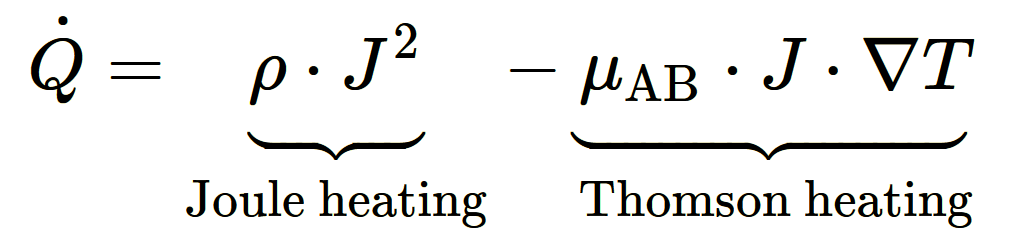 Q̇ = ρ · J² − μ_AB · J · ∇T
Joule heating Thomson heating